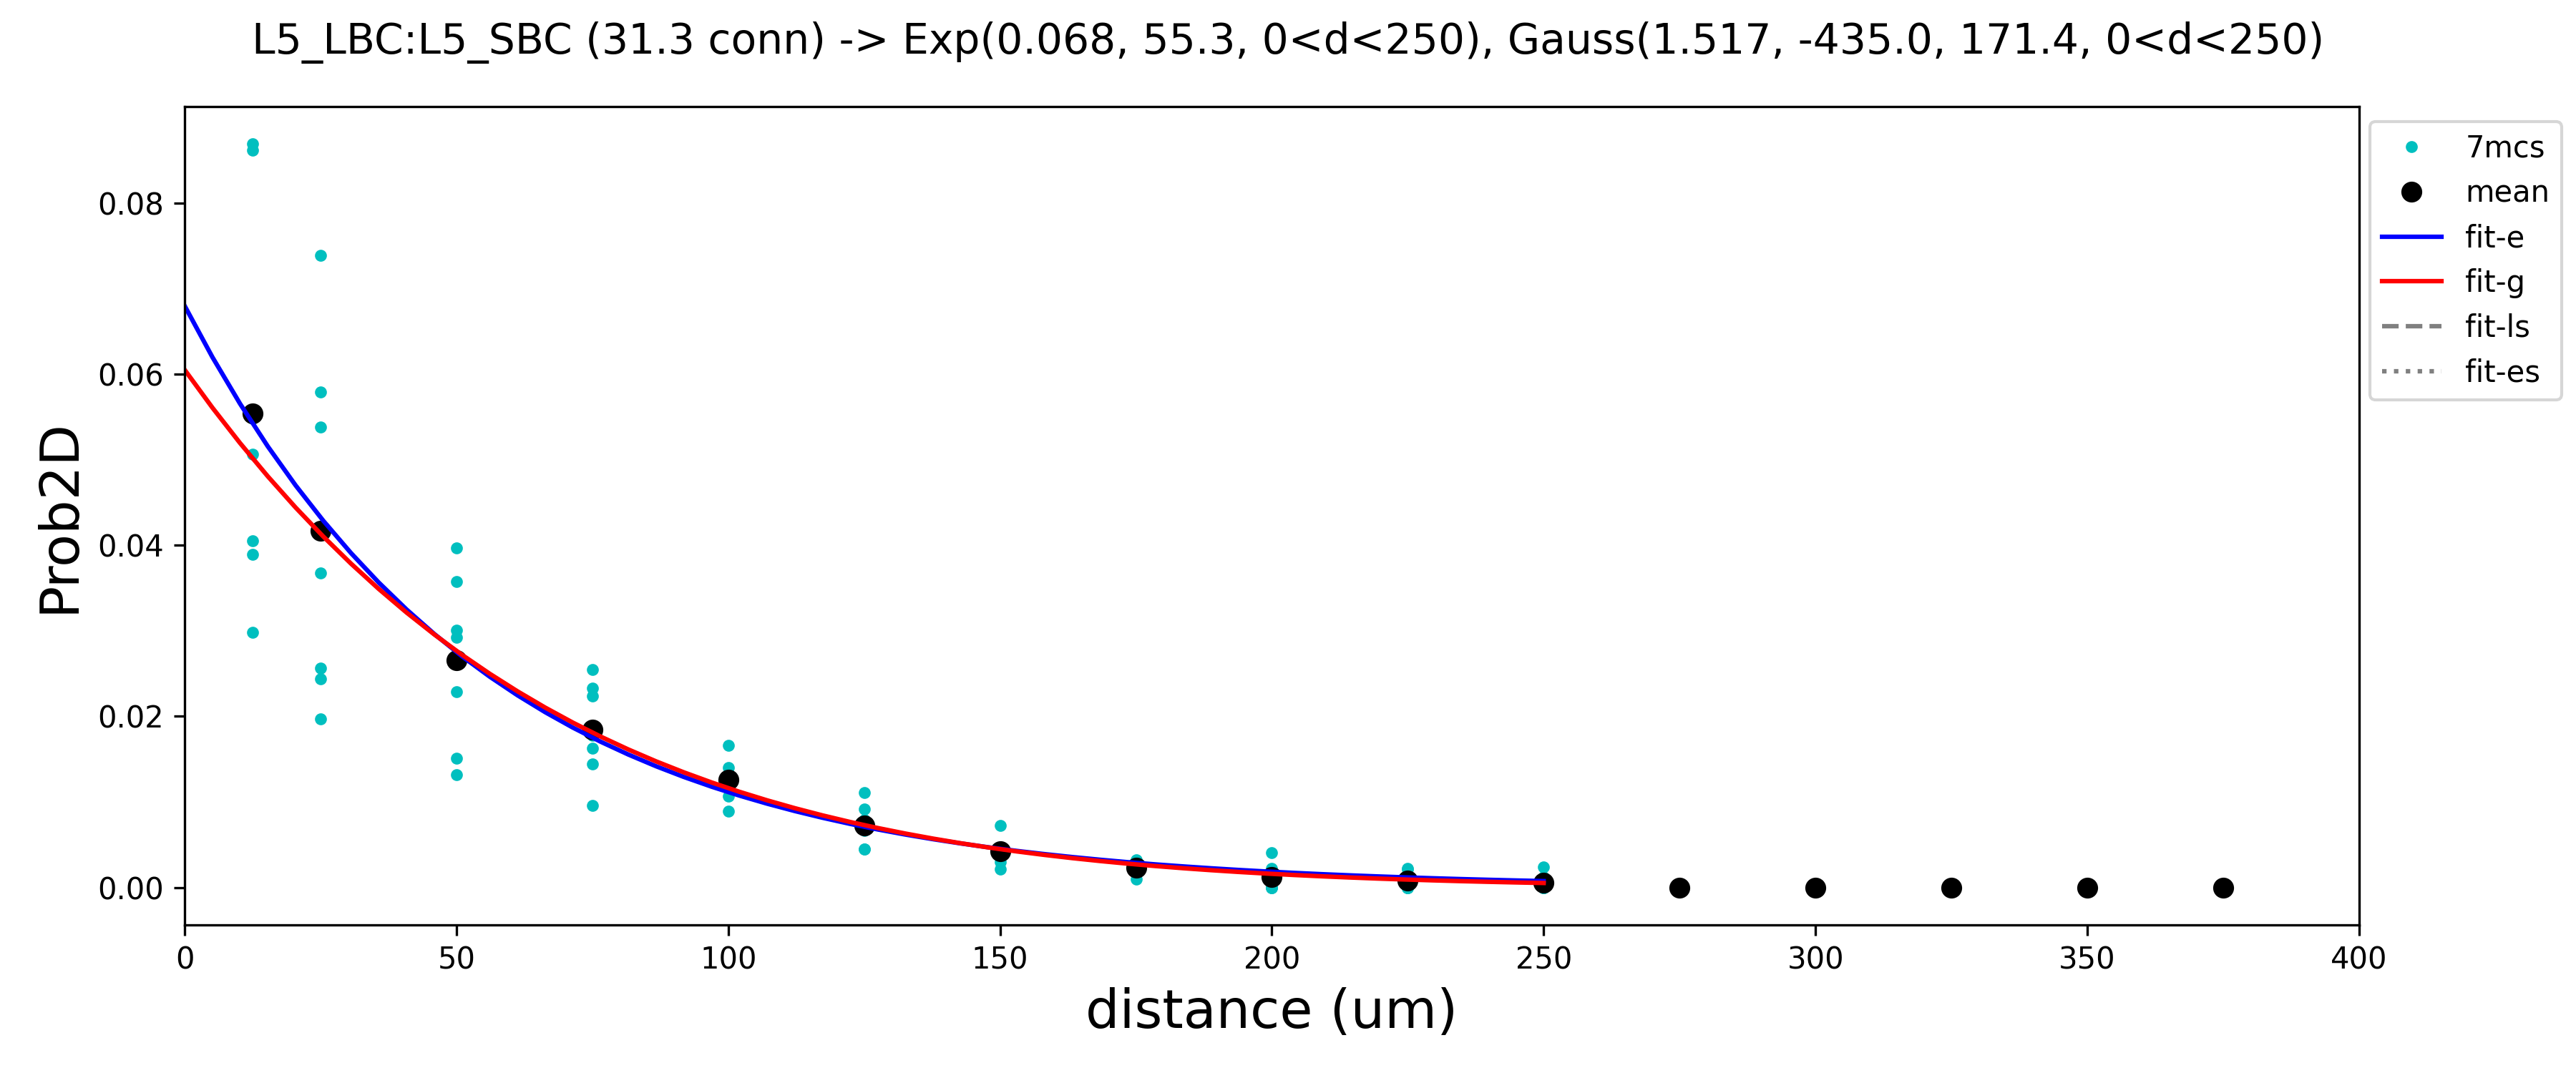 L5_LBC:L5_SBC (31.3 conn) -> Exp(0.068, 55.3, 0<d<250), Gauss(1.517, -435.0, 171.4, 0<d<250)
7mcs
mean
fit-e
fit-g
fit-ls
fit-es
0.08
0.06
0.04
0.02
0.00
Prob2D
0 50 100 150 200 250 300 350 400
distance (um)